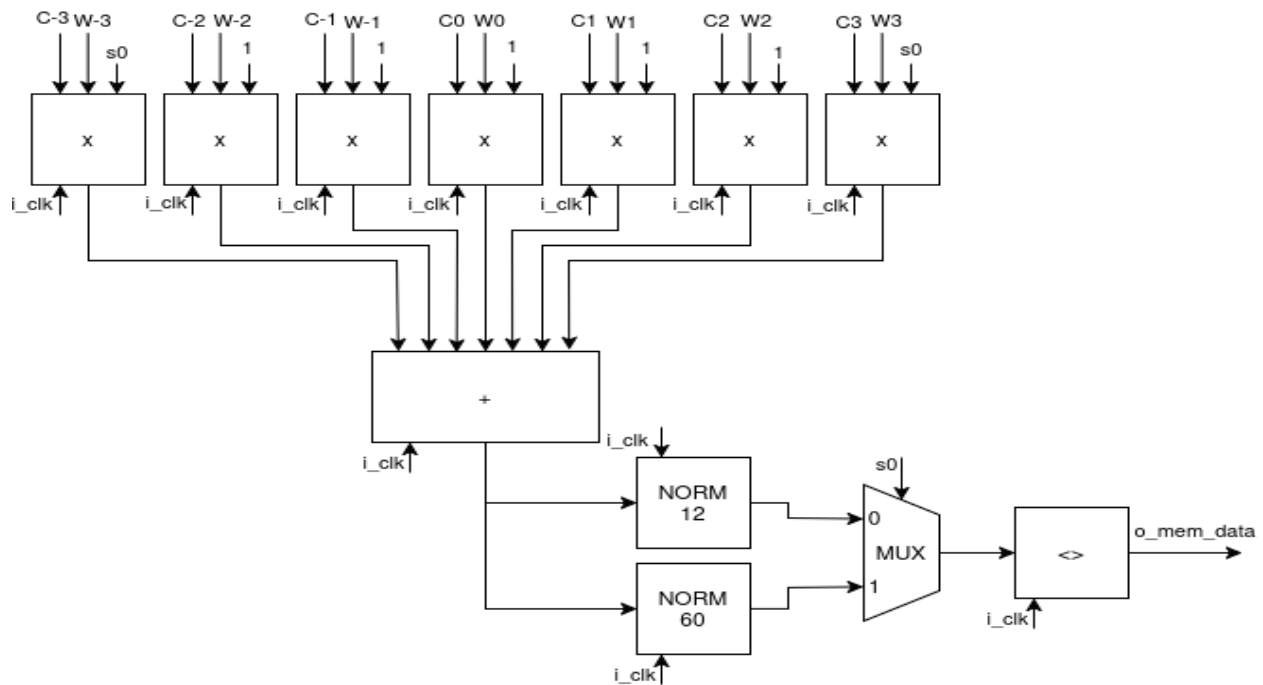 C-3 W-3 C-2 W-2 C-1 W-1 C0 W0 C1 W1 C2 W2 C3 W3
s0 1 1 1 1 1 s0
x x x x x x x
i_clk i_clk i_clk i_clk i_clk i_clk i_clk
+
i_clk
i_clk
NORM
12
s0
0
MUX
1
<>
o_mem_data
i_clk
NORM
60
i_clk